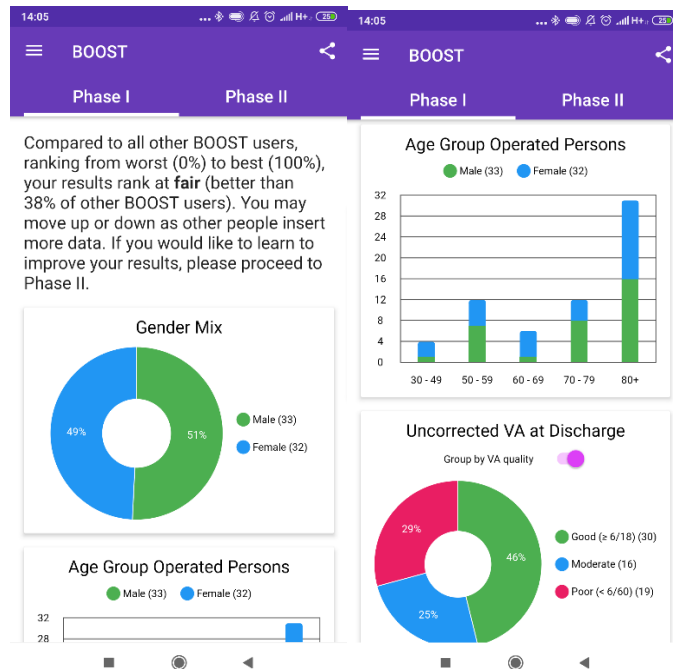 14:05
... H+ 25
BOOST
Phase I
Phase II
Compared to all other BOOST users,
ranking from worst (0%) to best (100%),
your results rank at fair (better than
38% of other BOOST users). You may
move up or down as other people insert
more data. If you would like to learn to
improve your results, please proceed to
Phase II.
Gender Mix
49%
51%
Male (33)
Female (32)
Age Group Operated Persons
Male (33) Female (32)
32
28
14:05
... H+ 25
BOOST
Phase I
Phase II
Age Group Operated Persons
Male (33) Female (32)
32
28
24
20
16
12
8
4
0
30 - 49 50 - 59 60 - 69 70 - 79 80+
Uncorrected VA at Discharge
Group by VA quality
29%
46%
25%
Good (≥ 6/18) (30)
Moderate (16)
Poor (< 6/60) (19)